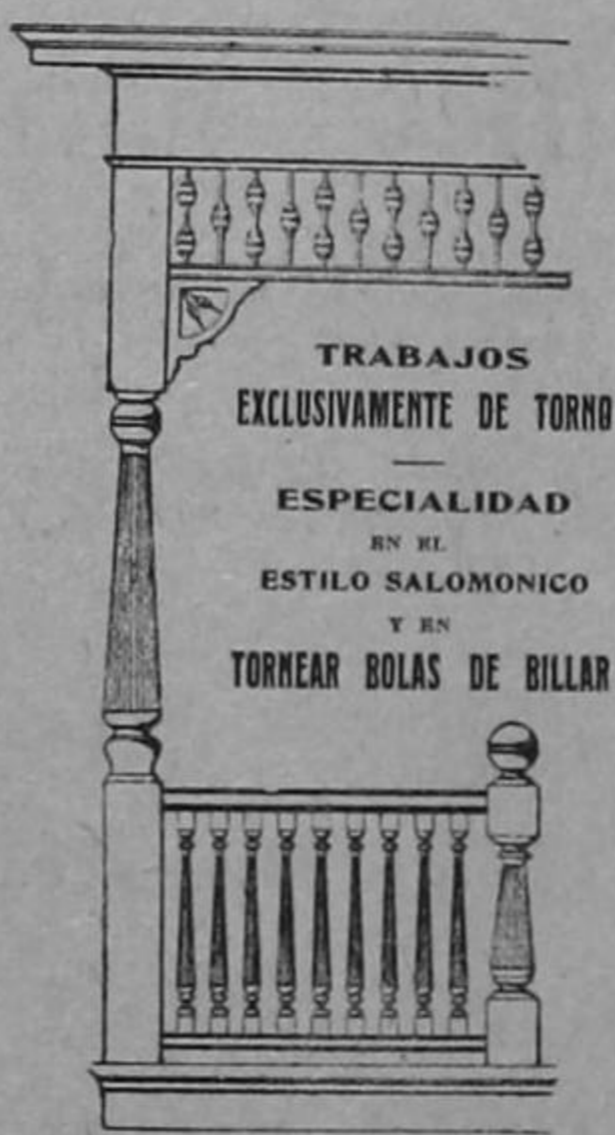 TRABAJOS
EXCLUSIVAMENTE DE TORNO
ESPECIALIDAD
EN EL
ESTILO SALOMONICO
Y EN
TORNEAR BOLAS DE BILLAR